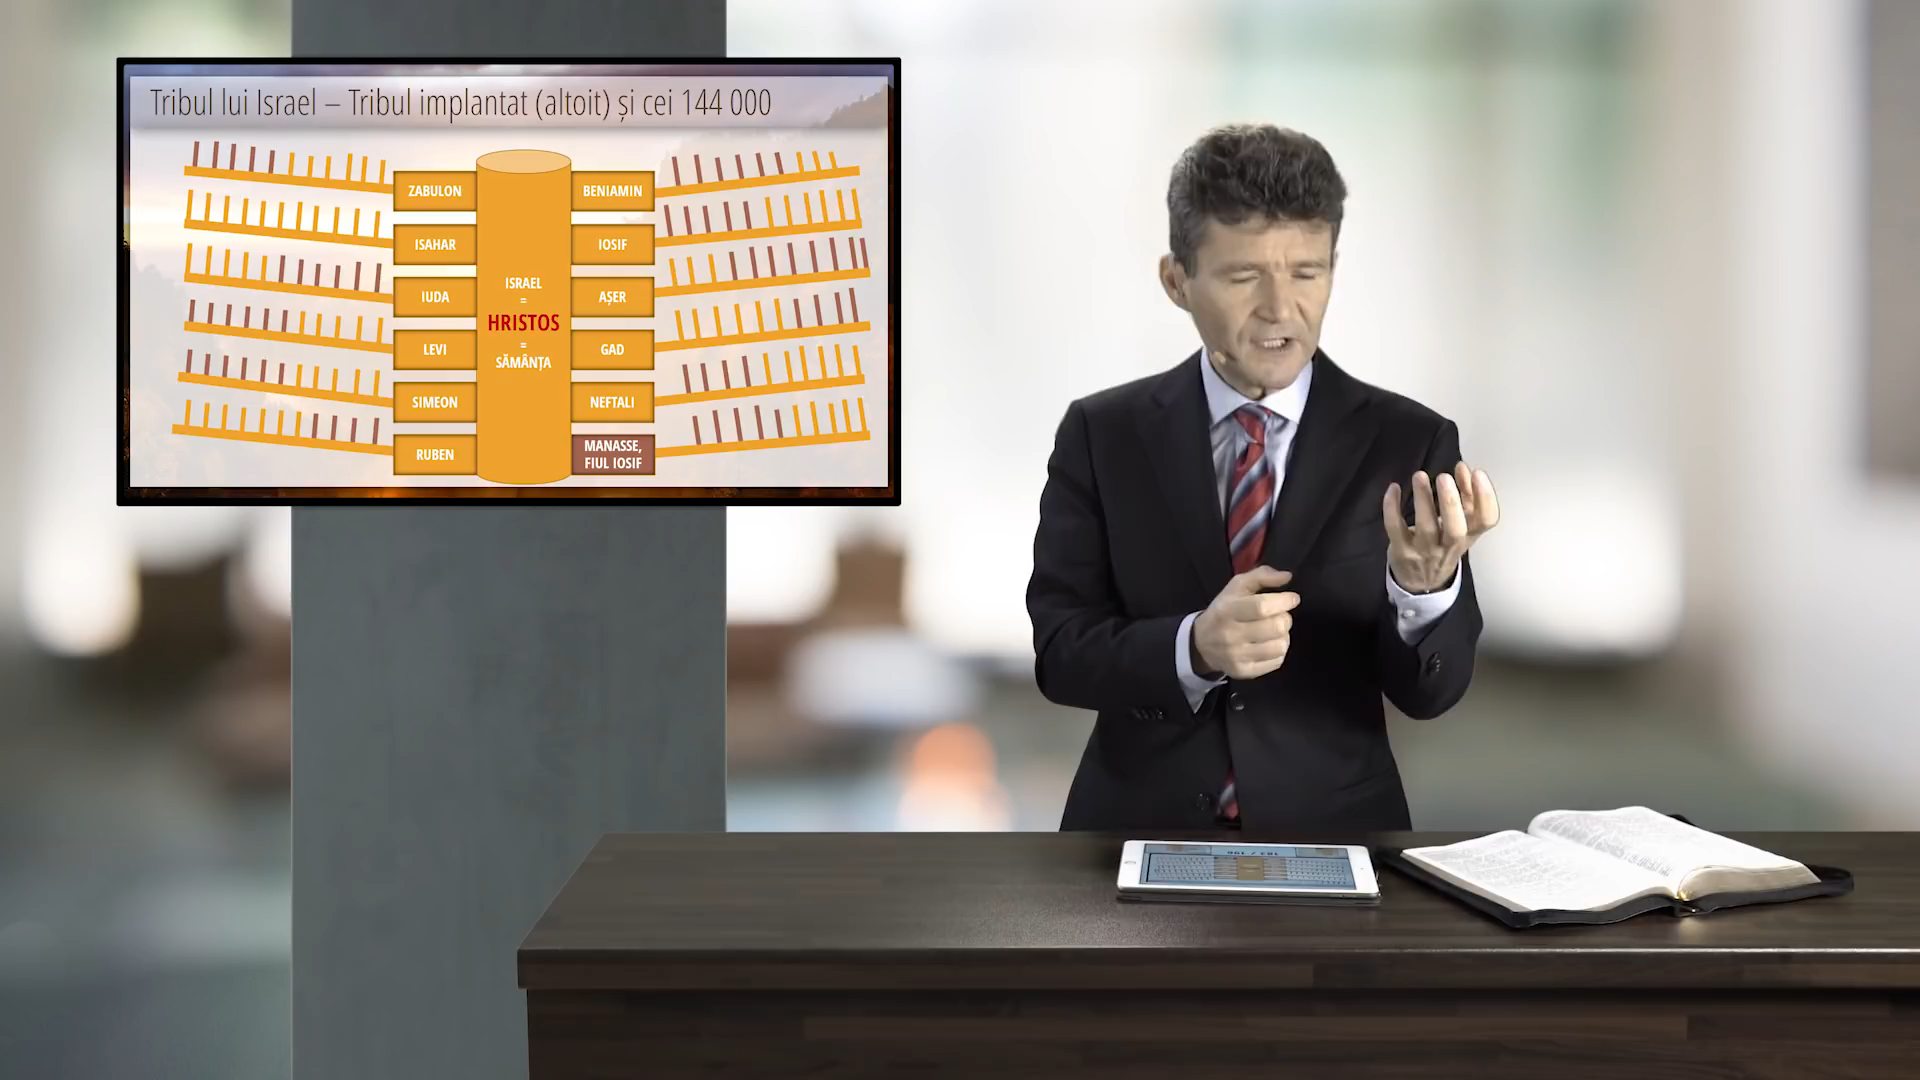 Tribul lui Israel – Tribul implantat (altoit) și cei 144 000
ZABULON
ISAHAR
IUDA
LEVI
SIMEON
RUBEN
ISRAEL
=
HRISTOS
=
SĂMÂNȚA
BENIAMIN
IOSIF
AȘER
GAD
NEFTALI
MANASSE,
FIUL IOSIF